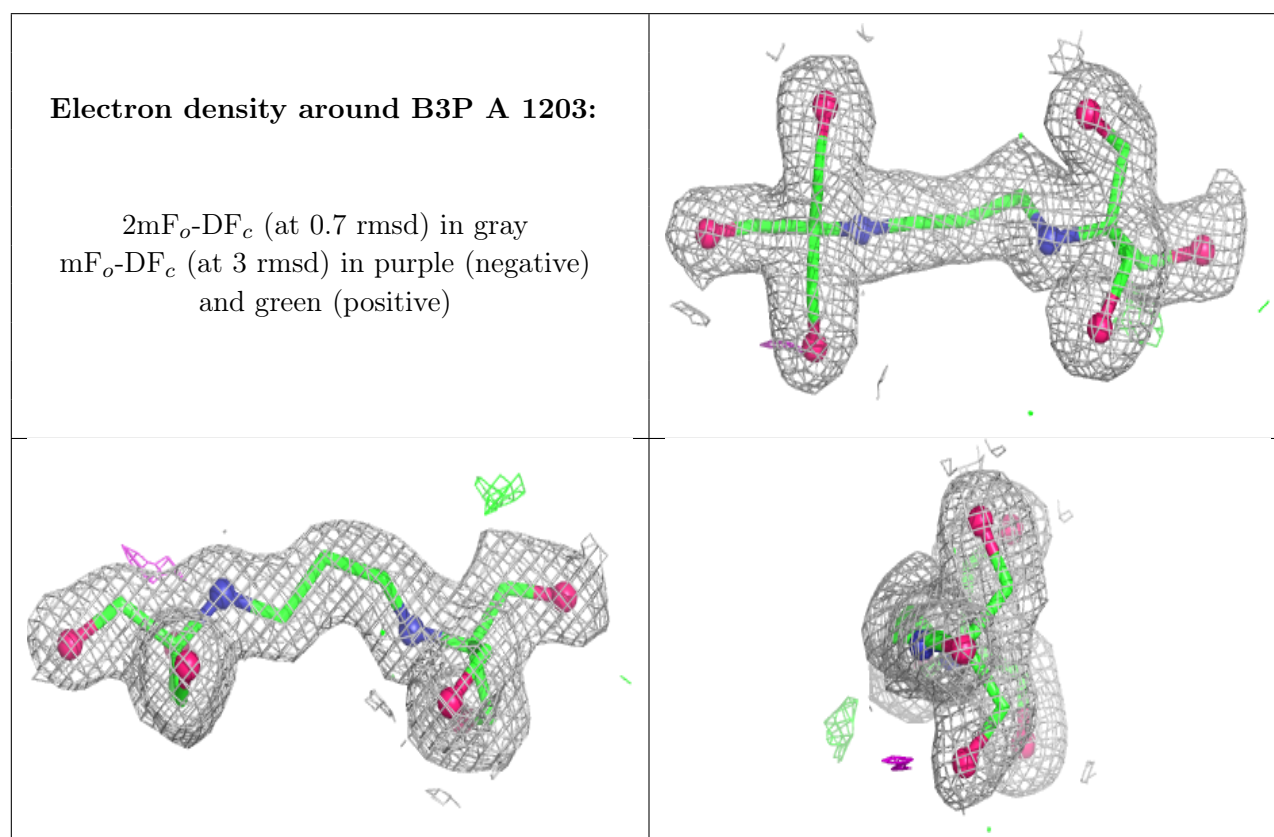 Electron density around B3P A 1203:
2mFo-DFc (at 0.7 rmsd) in gray
mFo-DFc (at 3 rmsd) in purple (negative)
and green (positive)